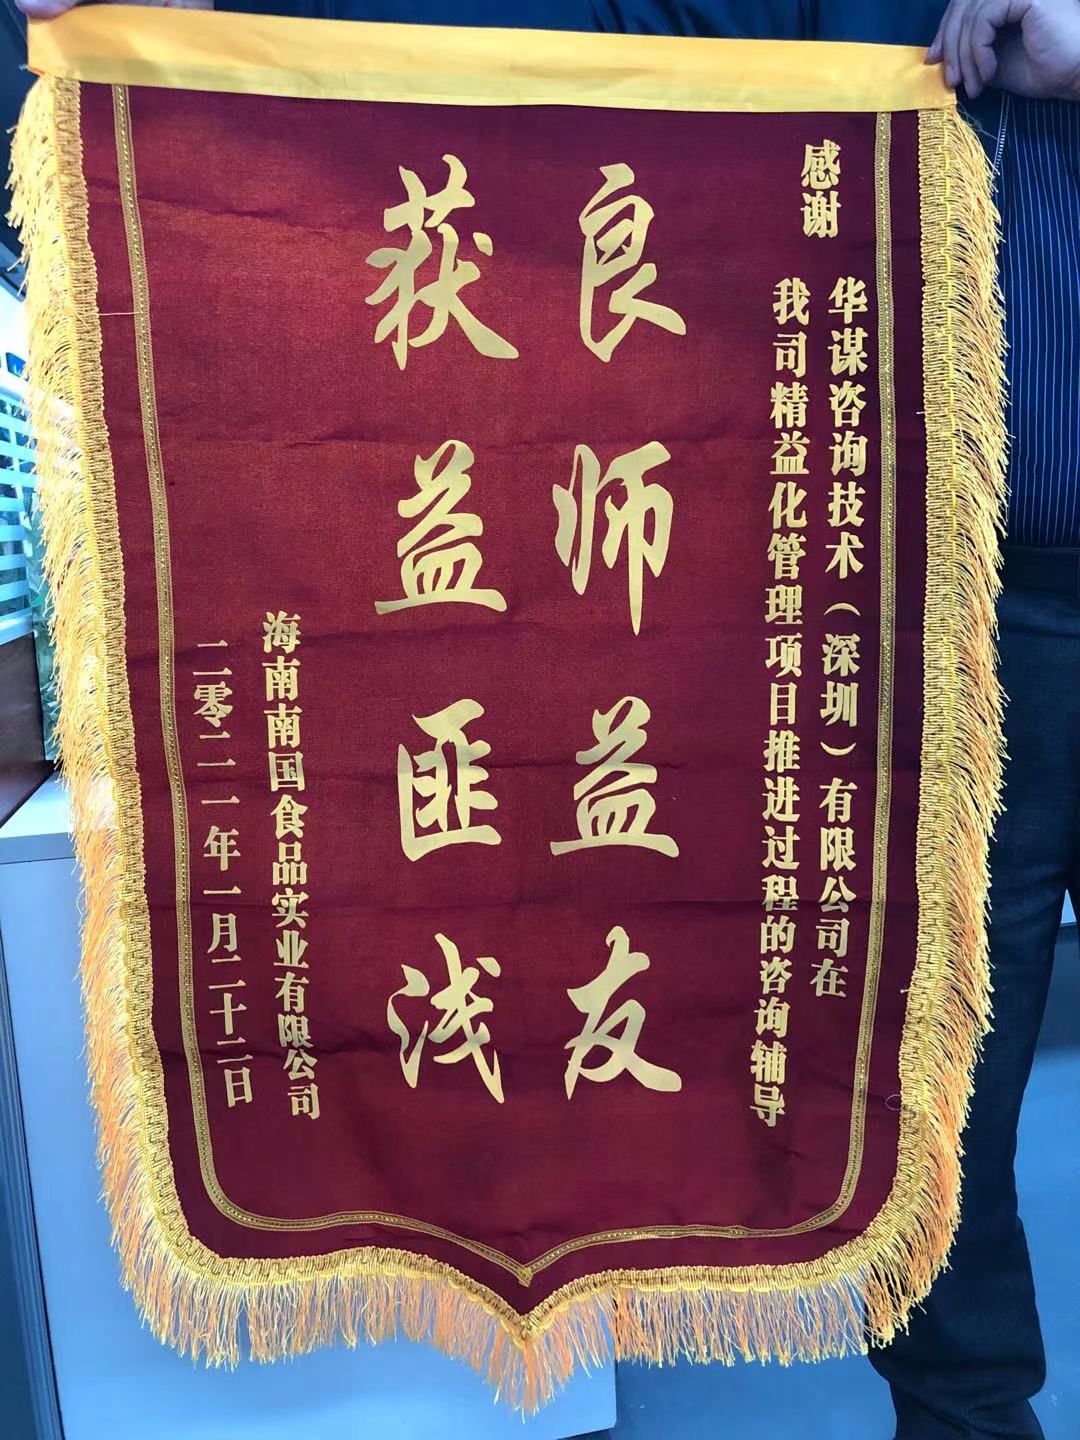 感谢
华谋咨询技术（深圳）有限公司在
我司精益化管理项目推进过程的咨询辅导
良师益友
获益匪浅
海南南国食品实业有限公司
二零二一年一月二十二日